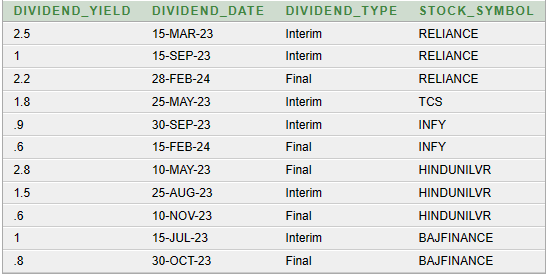 DIVIDEND_YIELD DIVIDEND_DATE DIVIDEND_TYPE STOCK_SYMBOL
2.5 15-MAR-23 Interim RELIANCE
1 15-SEP-23 Interim RELIANCE
2.2 28-FEB-24 Final RELIANCE
1.8 25-MAY-23 Interim TCS
.9 30-SEP-23 Interim INFY
.6 15-FEB-24 Final INFY
2.8 10-MAY-23 Final HINDUNILVR
1.5 25-AUG-23 Interim HINDUNILVR
.6 10-NOV-23 Final HINDUNILVR
1 15-JUL-23 Interim BAJFINANCE
.8 30-OCT-23 Final BAJFINANCE